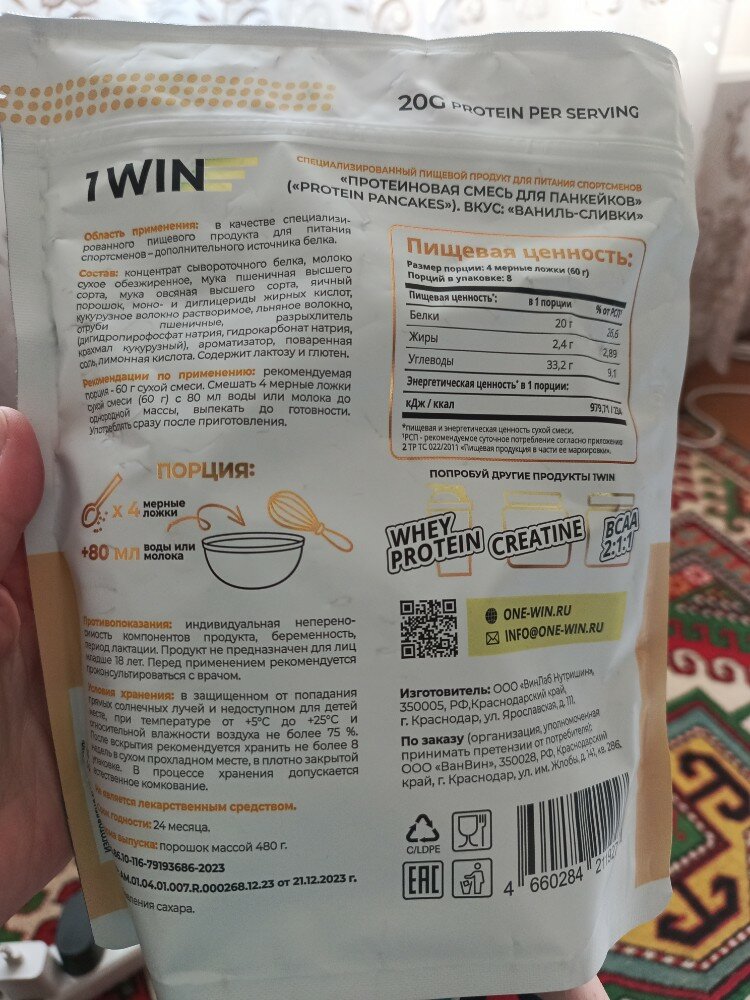 20G PROTEIN PER SERVING
1WIN
СПЕЦИАЛИЗИРОВАННЫЙ ПИЩЕВОЙ ПРОДУКТ ДЛЯ ПИТАНИЯ СПОРТСМЕНОВ
«ПРОТЕИНОВАЯ СМЕСЬ ДЛЯ ПАНКЕЙКОВ»
(«PROTEIN PANCAKES»). ВКУС: «ВАНИЛЬ-СЛИВКИ»
Область применения: в качестве специализи-
рованного пищевого продукта для питания
спортсменов – дополнительного источника белка.
Состав: концентрат сывороточного белка, молоко
сухое обезжиренное, мука пшеничная высшего
сорта, мука овсяная высшего сорта, яичный
порошок, моно- и диглицериды жирных кислот,
кукурузное волокно растворимое, льняное волокно,
отруби пшеничные, разрыхлитель
(дигидропирофосфат натрия, гидрокарбонат натрия,
крахмал кукурузный), ароматизатор, поваренная
соль, лимонная кислота. Содержит лактозу и глютен.
Рекомендации по применению: рекомендуемая
порция - 60 г сухой смеси. Смешать 4 мерные ложки
сухой смеси (60 г) с 80 мл воды или молока до
однородной массы, выпекать до готовности.
Употреблять сразу после приготовления.
ПОРЦИЯ:
x 4 мерные
ложки
+80 мл воды или
молока
Противопоказания: индивидуальная неперено-
симость компонентов продукта, беременность,
период лактации. Продукт не предназначен для лиц
младше 18 лет. Перед применением рекомендуется
проконсультироваться с врачом.
Условия хранения: в защищенном от попадания
прямых солнечных лучей и недоступном для детей
месте, при температуре от +5°C до +25°C и
относительной влажности воздуха не более 75 %.
После вскрытия рекомендуется хранить не более 8
недель в сухом прохладном месте, в плотно закрытой
упаковке. В процессе хранения допускается
естественное комкование.
Не является лекарственным средством.
Срок годности: 24 месяца.
выпуска: порошок массой 480 г.
86.10-116-79193686-2023
AM.01.04.01.007.R.000268.12.23 от 21.12.2023 г.
сахара.
Пищевая ценность:
Размер порции: 4 мерные ложки (60 г)
Порций в упаковке: 8
Пищевая ценность*: в 1 порции % от РСП¹
Белки 20 г 26,6
Жиры 2,4 г 2,89
Углеводы 33,2 г 9,1
Энергетическая ценность* в 1 порции:
кДж / ккал 979,71 /
*пищевая и энергетическая ценность сухой смеси.
¹РСП - рекомендуемое суточное потребление согласно приложению
2 ТР ТС 022/2011 «Пищевая продукция в части ее маркировки».
ПОПРОБУЙ ДРУГИЕ ПРОДУКТЫ 1WIN
WHEY
PROTEIN
CREATINE
BCAA
2:1:1
ONE-WIN.RU
INFO@ONE-WIN.RU
Изготовитель: ООО «ВинЛаб Нутришин»,
350005, РФ, Краснодарский край,
г. Краснодар, ул. Ярославская, д. 111.
По заказу (организация, уполномоченная
принимать претензии от потребителя):
ООО «ВанВин», 350028, РФ, Краснодарский
край, г. Краснодар, ул. им. Жлобы, д. 141, кв. 286.
C/LDPE
EAC
4 660284 211927